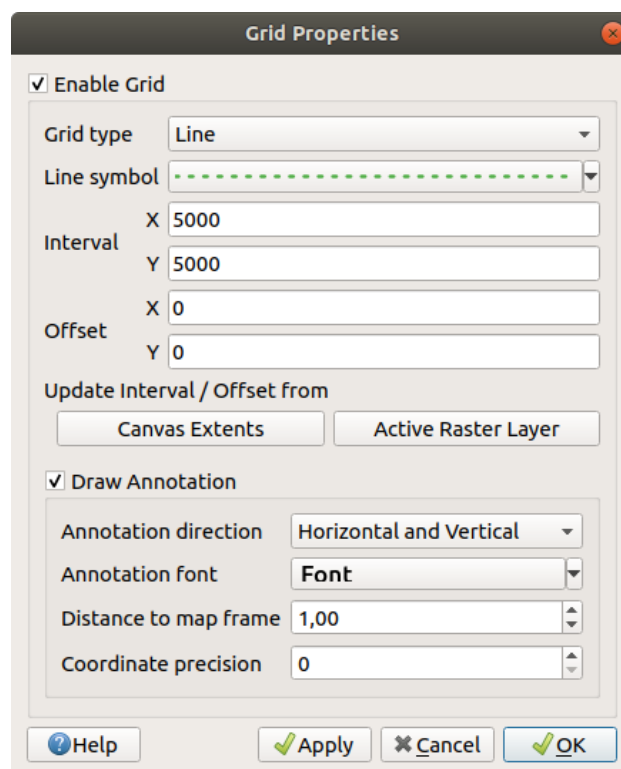 Grid Properties
Enable Grid
Grid type Line
Line symbol
Interval
X 5000
Y 5000
Offset
X 0
Y 0
Update Interval / Offset from
Canvas Extents Active Raster Layer
Draw Annotation
Annotation direction Horizontal and Vertical
Annotation font Font
Distance to map frame 1,00
Coordinate precision 0
?Help Apply Cancel OK